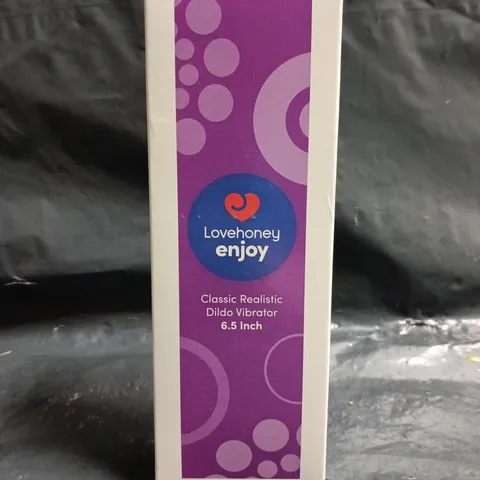 Lovehoney
enjoy
Classic Realistic
Dildo Vibrator
6.5 Inch